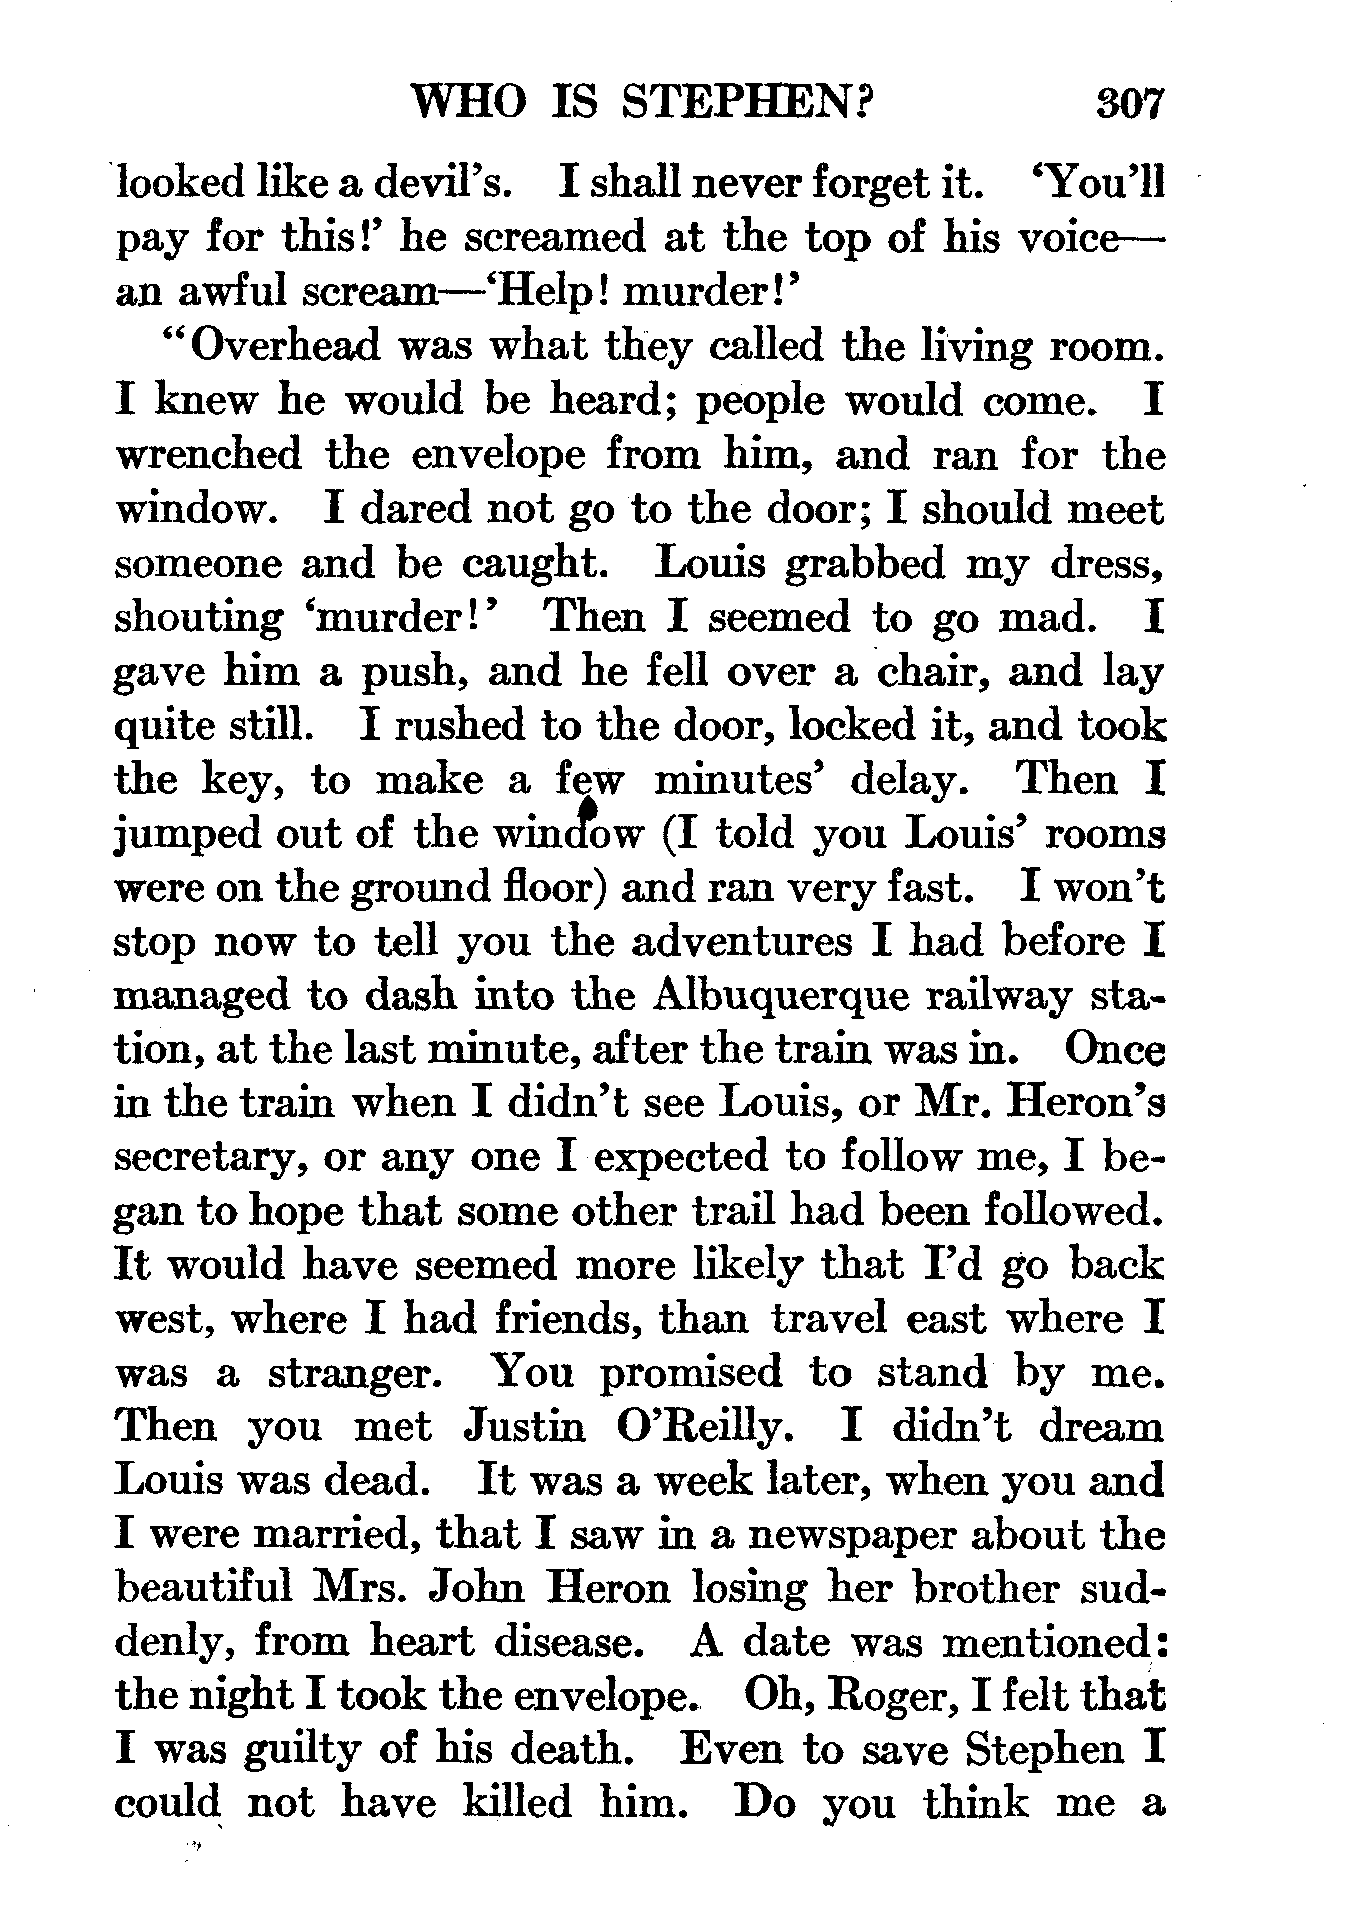 WHO IS STEPHEN? 307
looked like a devil's. I shall never forget it. 'You'll
pay for this!' he screamed at the top of his voice—
an awful scream—'Help! murder!'
"Overhead was what they called the living room.
I knew he would be heard; people would come. I
wrenched the envelope from him, and ran for the
window. I dared not go to the door; I should meet
someone and be caught. Louis grabbed my dress,
shouting 'murder!' Then I seemed to go mad. I
gave him a push, and he fell over a chair, and lay
quite still. I rushed to the door, locked it, and took
the key, to make a few minutes' delay. Then I
jumped out of the window (I told you Louis' rooms
were on the ground floor) and ran very fast. I won't
stop now to tell you the adventures I had before I
managed to dash into the Albuquerque railway sta-
tion, at the last minute, after the train was in. Once
in the train when I didn't see Louis, or Mr. Heron's
secretary, or any one I expected to follow me, I be-
gan to hope that some other trail had been followed.
It would have seemed more likely that I'd go back
west, where I had friends, than travel east where I
was a stranger. You promised to stand by me.
Then you met Justin O'Reilly. I didn't dream
Louis was dead. It was a week later, when you and
I were married, that I saw in a newspaper about the
beautiful Mrs. John Heron losing her brother sud-
denly, from heart disease. A date was mentioned:
the night I took the envelope. Oh, Roger, I felt that
I was guilty of his death. Even to save Stephen I
could not have killed him. Do you think me a